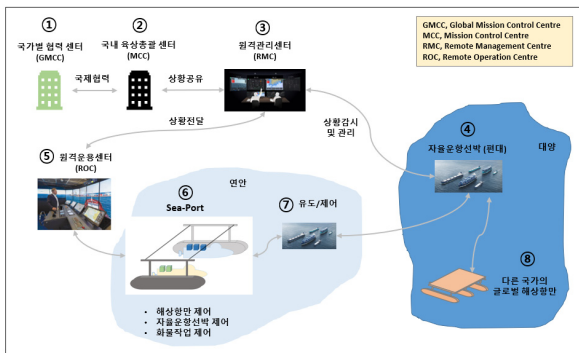 ①
국가별 협력 센터
(GMCC)
국제협력
②
국내 육상총괄 센터
(MCC)
상황공유
③
원격관리센터
(RMC)
GMCC, Global Mission Control Centre
MCC, Mission Control Centre
RMC, Remote Management Centre
ROC, Remote Operation Centre
상황전달
상황감시
및 관리
④
자율운항선박 (편대)
대양
⑤
원격운용센터
(ROC)
⑥
Sea-Port
연안
⑦
유도/제어
⑧
다른 국가의
글로벌 해상항만
• 해상항만 제어
• 자율운항선박 제어
• 화물작업 제어